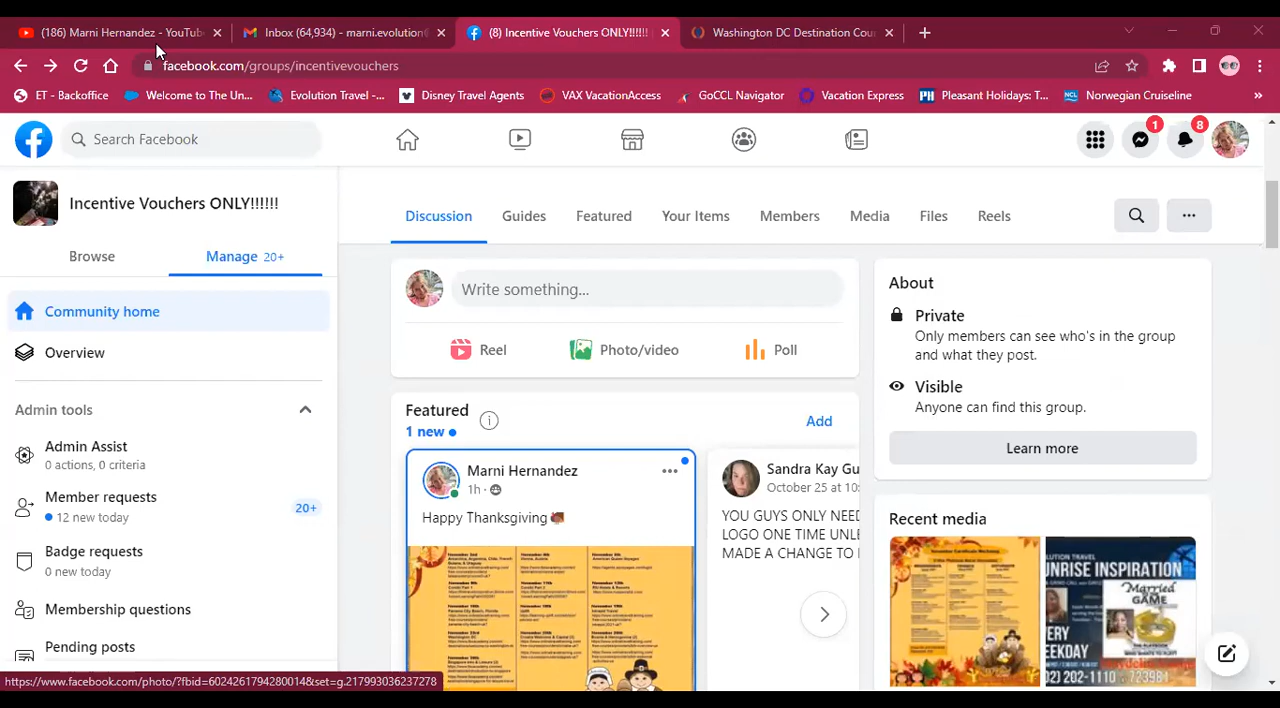 (186) Marni Hernandez - YouTub
Inbox (64,934) - marni.evolution@
(8) Incentive Vouchers ONLY!!!!!!
Washington DC Destination Cou
facebook.com/groups/incentivevouchers
ET - Backoffice
Welcome to The Un...
Evolution Travel -...
Disney Travel Agents
VAX VacationAccess
GoCCL Navigator
Vacation Express
Pleasant Holidays: T...
Norwegian Cruiseline
»
Search Facebook
1
8
Incentive Vouchers ONLY!!!!!!
Browse
Manage 20+
Community home
Overview
Admin tools
Admin Assist
0 actions, 0 criteria
Member requests
12 new today
20+
Badge requests
0 new today
Membership questions
Pending posts
Discussion
Guides
Featured
Your Items
Members
Media
Files
Reels
Write something...
Reel
Photo/video
Poll
Featured
1 new
Add
Marni Hernandez
1h ·
Happy Thanksgiving
Sandra Kay Gu
October 25 at 10:
YOU GUYS ONLY NEED
LOGO ONE TIME UNLE
MADE A CHANGE TO
About
Private
Only members can see who's in the group
and what they post.
Visible
Anyone can find this group.
Learn more
Recent media
LUTION TRAVEL
UNRISE INSPIRATION
Married
GAME
VERY
EEKDAY
02) 202-1110
723981
https://www.facebook.com/photo/?fbid=6024261794280014&set=g.217993036237278